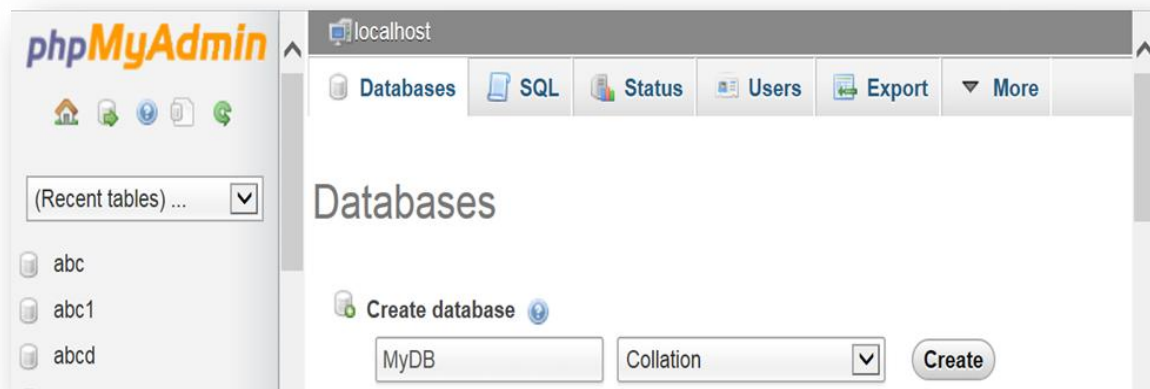 phpMyAdmin
(Recent tables) ...
abc
abc1
abcd
localhost
Databases SQL Status Users Export More
Databases
Create database
MyDB Collation Create